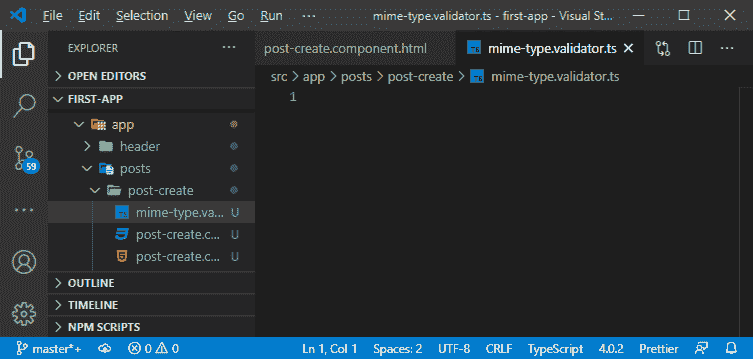 File Edit Selection View Go Run ··· mime-type.validator.ts - first-app - Visual St...
EXPLORER ···
OPEN EDITORS
FIRST-APP
app
header
posts
post-create
mime-type.va... U
post-create.c... U
post-create.c... U
OUTLINE
TIMELINE
NPM SCRIPTS
59
post-create.component.html mime-type.validator.ts
src > app > posts > post-create > mime-type.validator.ts
1
master*+ 0 0 Ln 1, Col 1 Spaces: 2 UTF-8 CRLF TypeScript 4.0.2 Prettier